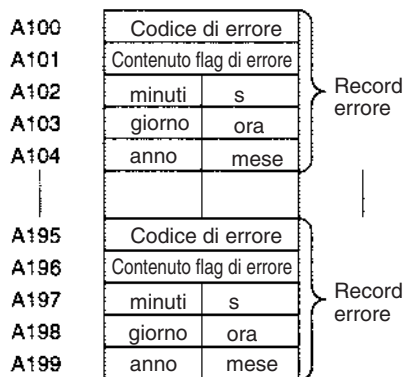 A100 Codice di errore
A101 Contenuto flag di errore
A102 minuti s
A103 giorno ora
A104 anno mese
Record
errore
A195 Codice di errore
A196 Contenuto flag di errore
A197 minuti s
A198 giorno ora
A199 anno mese
Record
errore